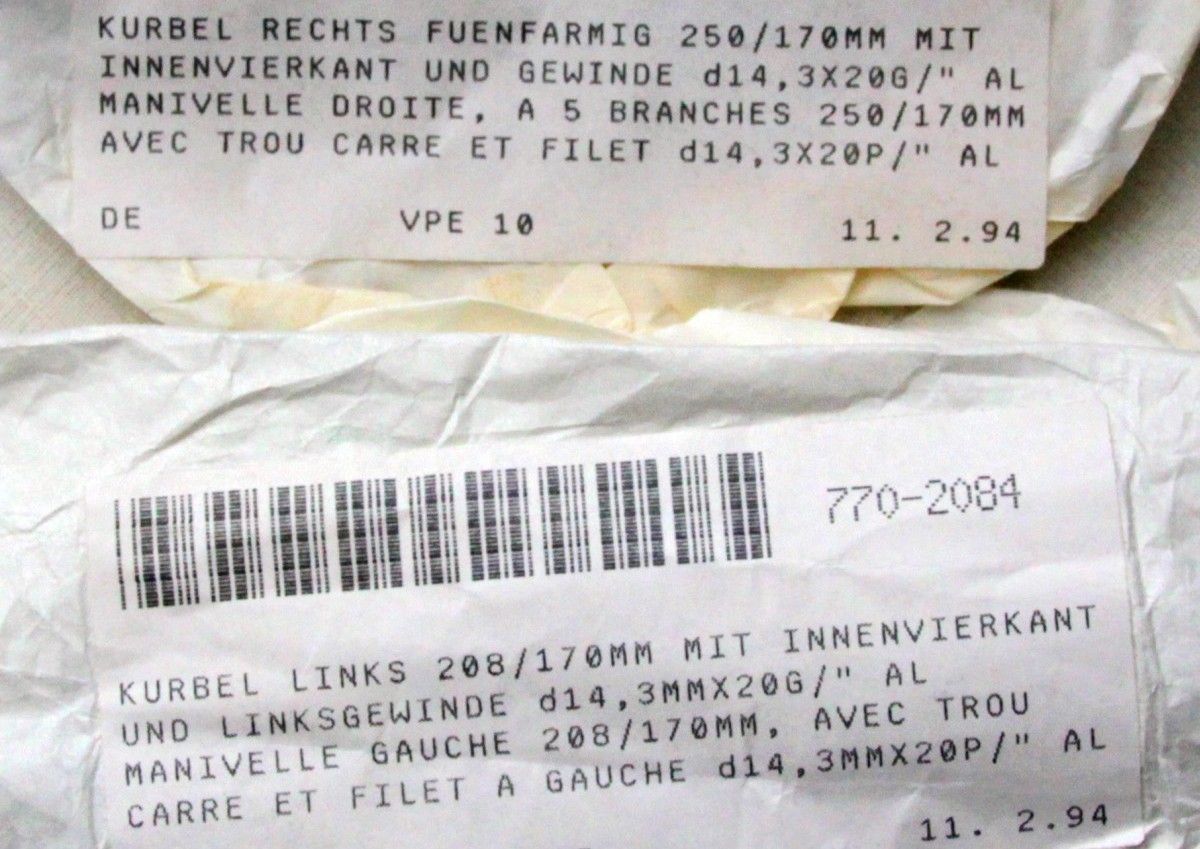 KURBEL RECHTS FUENFARMIG 250/170MM MIT
INNENVIERKANT UND GEWINDE d14,3X20G/" AL
MANIVELLE DROITE, A 5 BRANCHES 250/170MM
AVEC TROU CARRE ET FILET d14,3X20P/" AL
DE VPE 10 11. 2.94
770-2084
KURBEL LINKS 208/170MM MIT INNENVIERKANT
UND LINKSGEWINDE d14,3MMX20G/" AL
MANIVELLE GAUCHE 208/170MM, AVEC TROU
CARRE ET FILET A GAUCHE d14,3MMX20P/" AL
11. 2.94